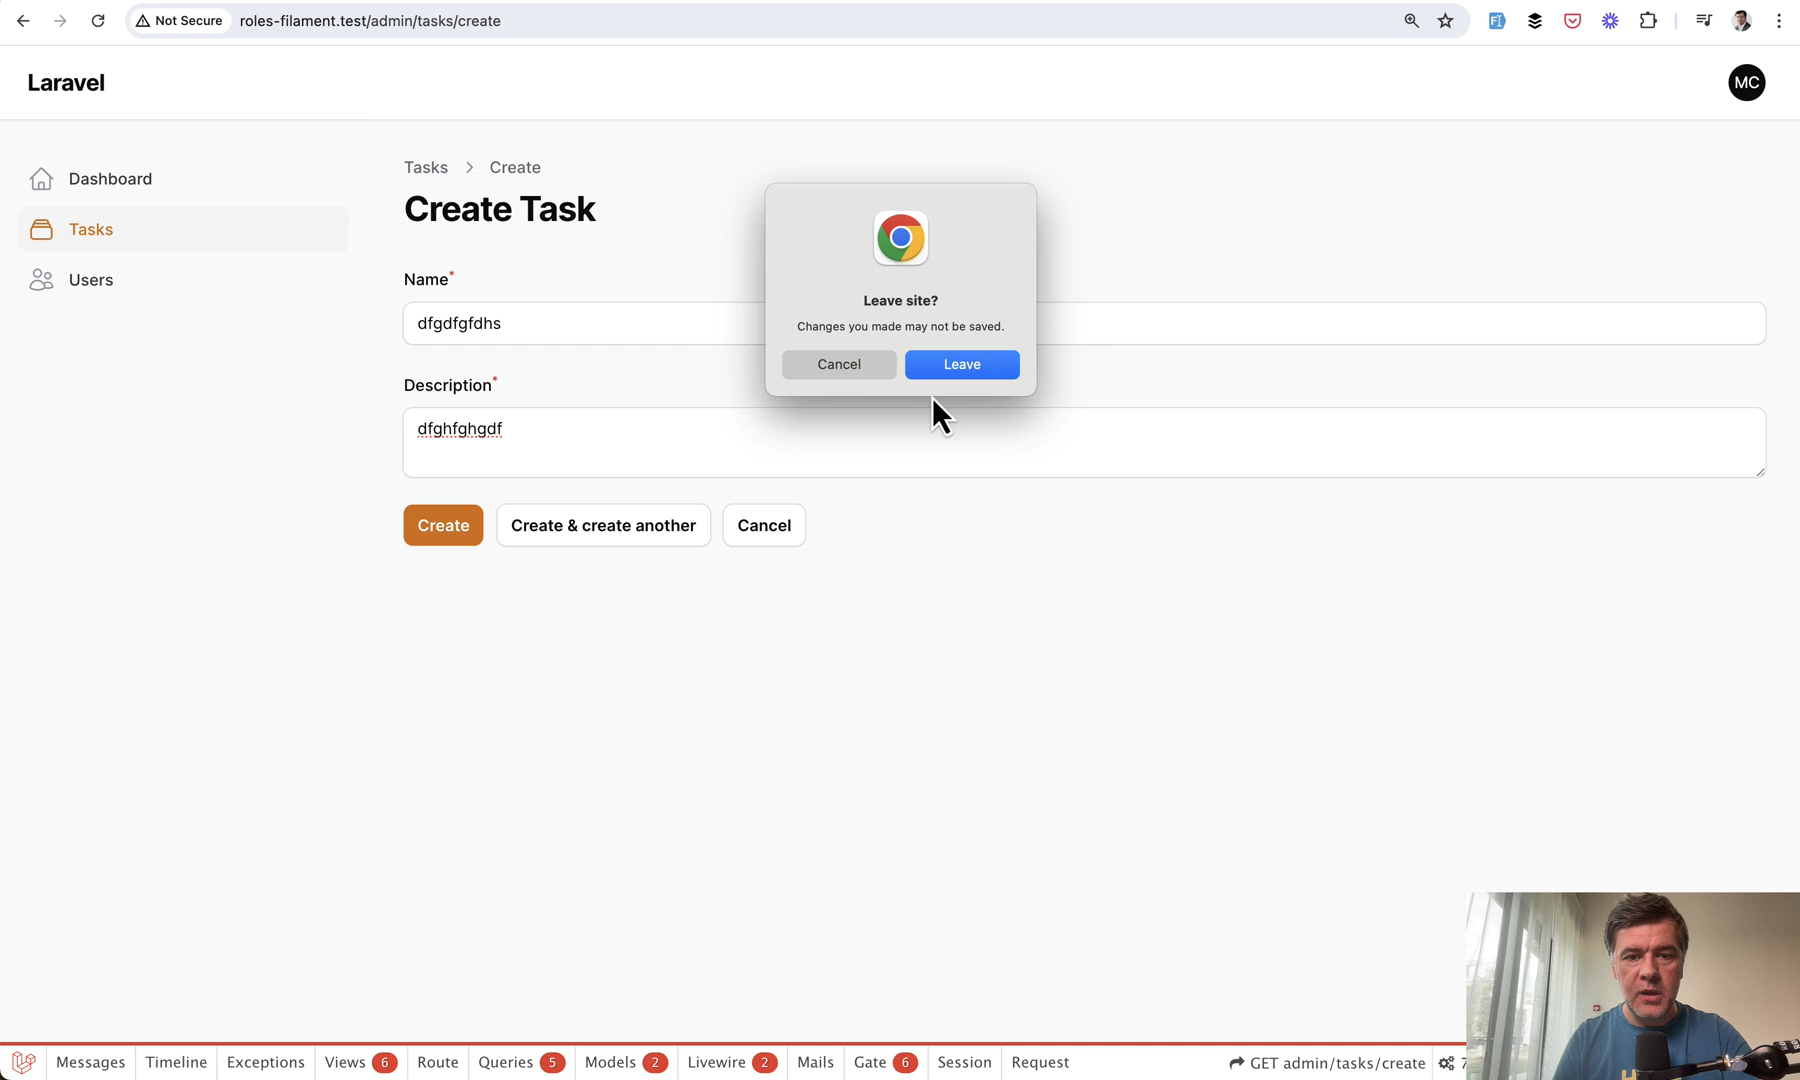 Not Secure
roles-filament.test/admin/tasks/create
Laravel
MC
Dashboard
Tasks
Users
Tasks > Create
Create Task
Name*
dfgdfgfdhs
Description*
dfghfghgdf
Create
Create & create another
Cancel
Leave site?
Changes you made may not be saved.
Cancel
Leave
Messages
Timeline
Exceptions
Views 6
Route
Queries 5
Models 2
Livewire 2
Mails
Gate 6
Session
Request
GET admin/tasks/create
7